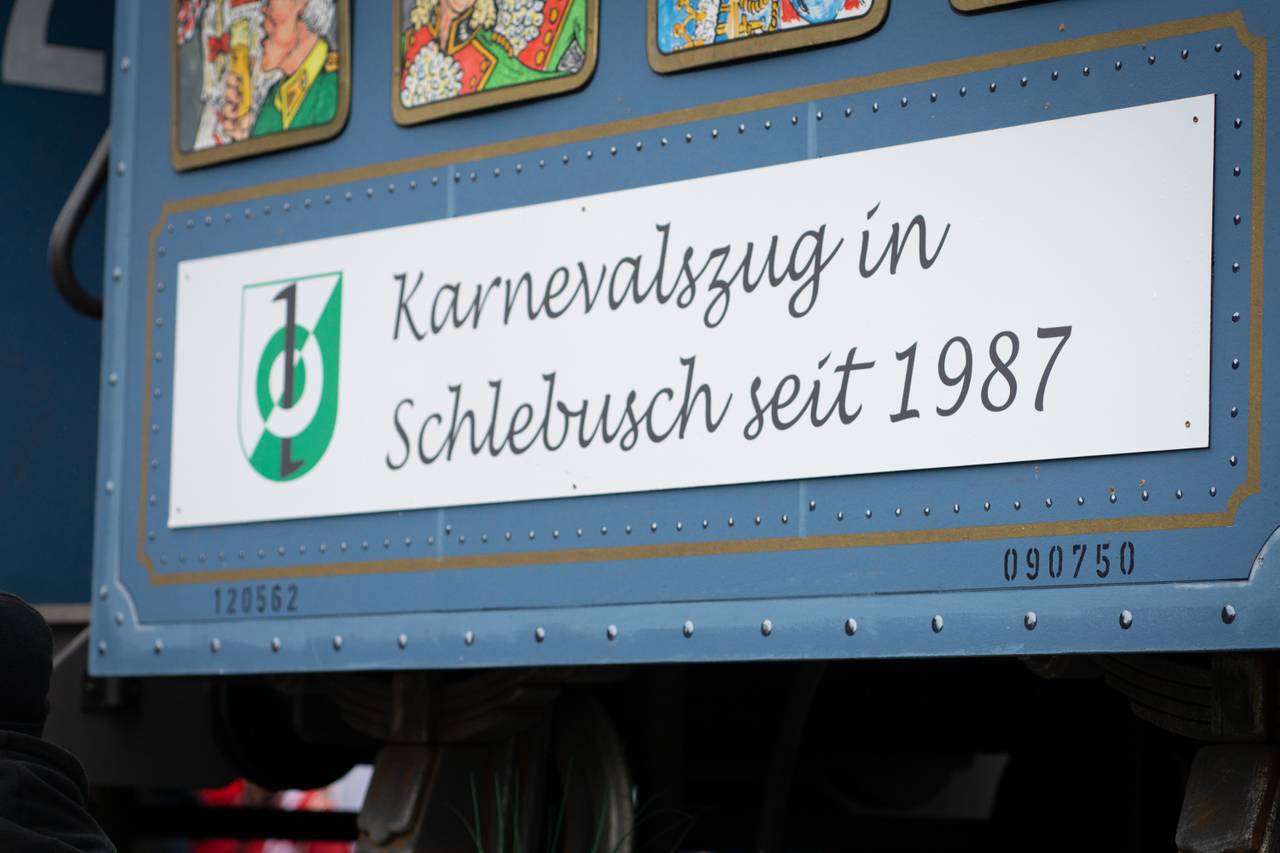 Karnevalszug in
Schlebusch seit 1987
120562
090750